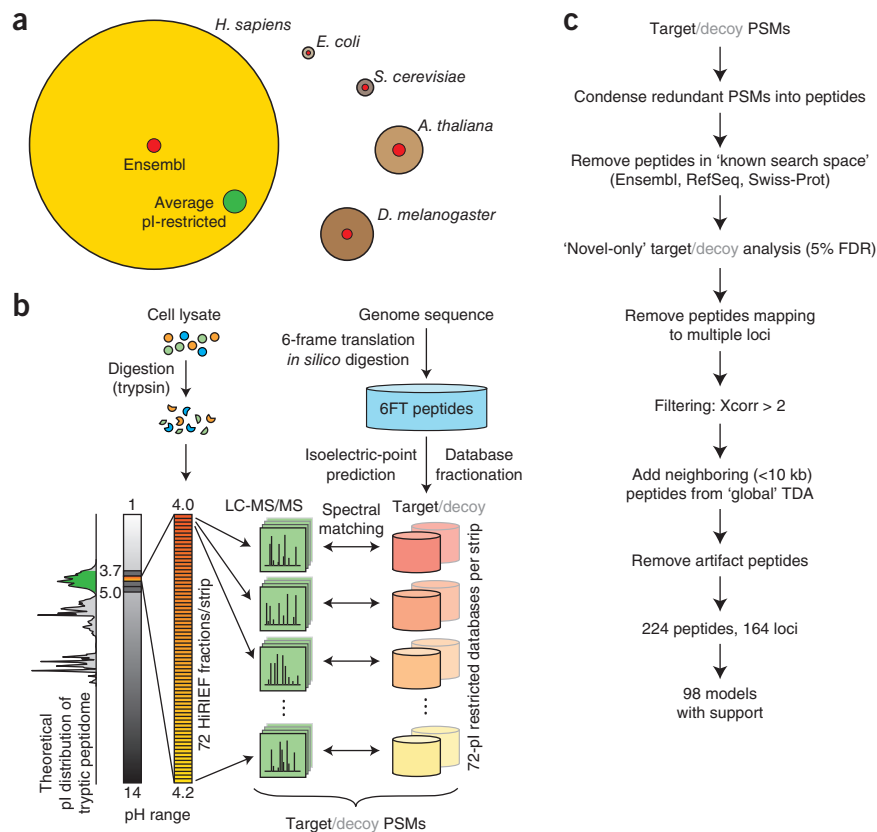 a
H. sapiens
E. coli
S. cerevisiae
A. thaliana
D. melanogaster
Ensembl
Average
pI-restricted
b
Cell lysate
Digestion
(trypsin)
Genome sequence
6-frame translation
in silico digestion
6FT peptides
Isoelectric-point
prediction
Database
fractionation
LC-MS/MS
Spectral
matching
Target/decoy
1
3.7
5.0
14
pH range
4.0
4.2
Theoretical
pI distribution of
tryptic peptidome
72 HiRIEF fractions/strip
72-pI restricted databases per strip
Target/decoy PSMs
c
Target/decoy PSMs
Condense redundant PSMs into peptides
Remove peptides in ‘known search space’
(Ensembl, RefSeq, Swiss-Prot)
‘Novel-only’ target/decoy analysis (5% FDR)
Remove peptides mapping
to multiple loci
Filtering: Xcorr > 2
Add neighboring (<10 kb)
peptides from ‘global’ TDA
Remove artifact peptides
224 peptides, 164 loci
98 models
with support